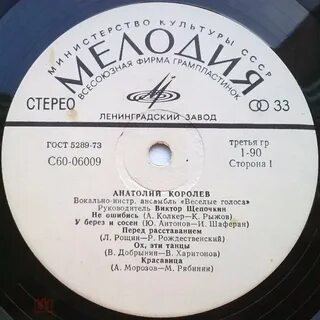 МИНИСТЕРСТВО КУЛЬТУРЫ СССР
МЕЛОДИЯ
ВСЕСОЮЗНАЯ ФИРМА ГРАМПЛАСТИНОК
СТЕРЕО
33
ЛЕНИНГРАДСКИЙ ЗАВОД
ГОСТ 5289-73
третья гр
С60-06009
1-90
Сторона I
АНАТОЛИЙ КОРОЛЕВ
Вокально-инстр. ансамбль «Веселые голоса»
Руководитель Виктор Щепочкин
Не ошибись (А. Колкер—К. Рыжов)
У берез и сосен (Ю. Антонов—И. Шаферан)
Перед расставанием
(Л. Рощин—Р. Рождественский)
Ох, эти танцы
(В. Добрынин—В. Харитонов)
Красавица
(А. Морозов—М. Рябинин)